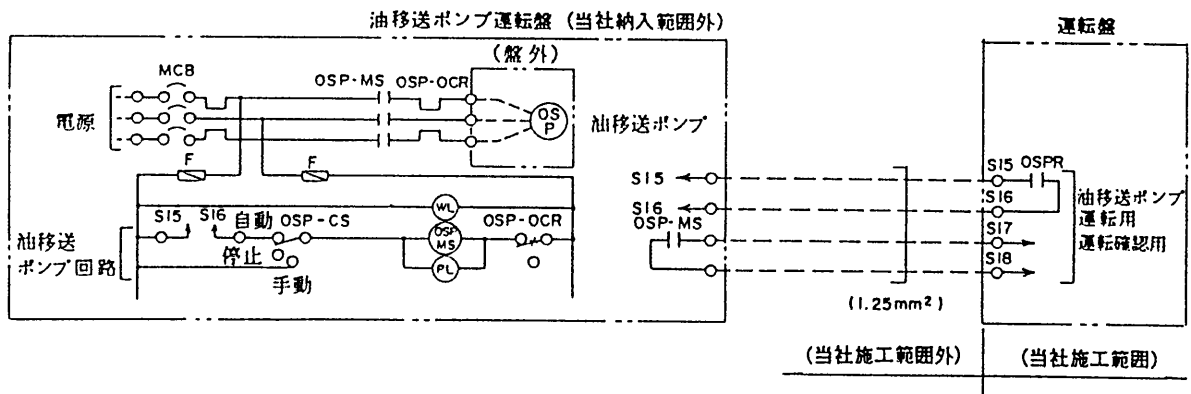 油移送ポンプ運転盤 (当社納入範囲外)
運転盤
(盤外)
MCB
OSP-MS
OSP-OCR
電源
OS
P
油移送ポンプ
F
F
S15
S15
OSPR
WL
S16
S16
油移送ポンプ
運転用
S15
S16
自動
OSP-CS
OSP-OCR
OSP-MS
S17
運転確認用
油移送
ポンプ回路
OSP
MS
停止
PL
S18
手動
(1.25mm²)
(当社施工範囲外)
(当社施工範囲)